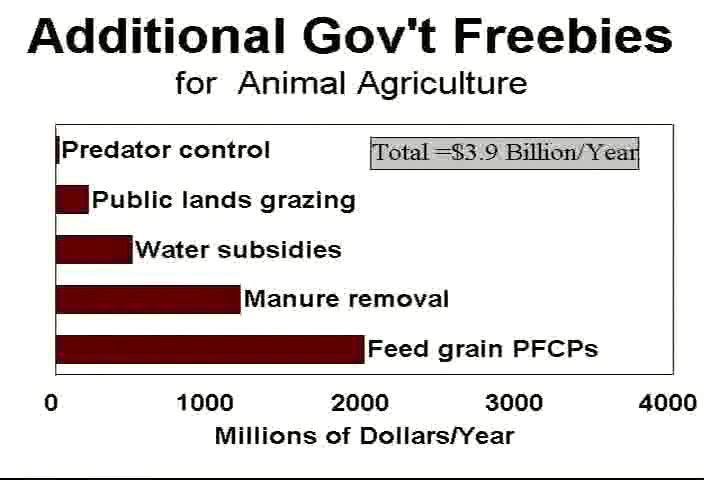 Additional Gov't Freebies
for Animal Agriculture
Predator control
Total =$3.9 Billion/Year
Public lands grazing
Water subsidies
Manure removal
Feed grain PFCPs
0 1000 2000 3000 4000
Millions of Dollars/Year